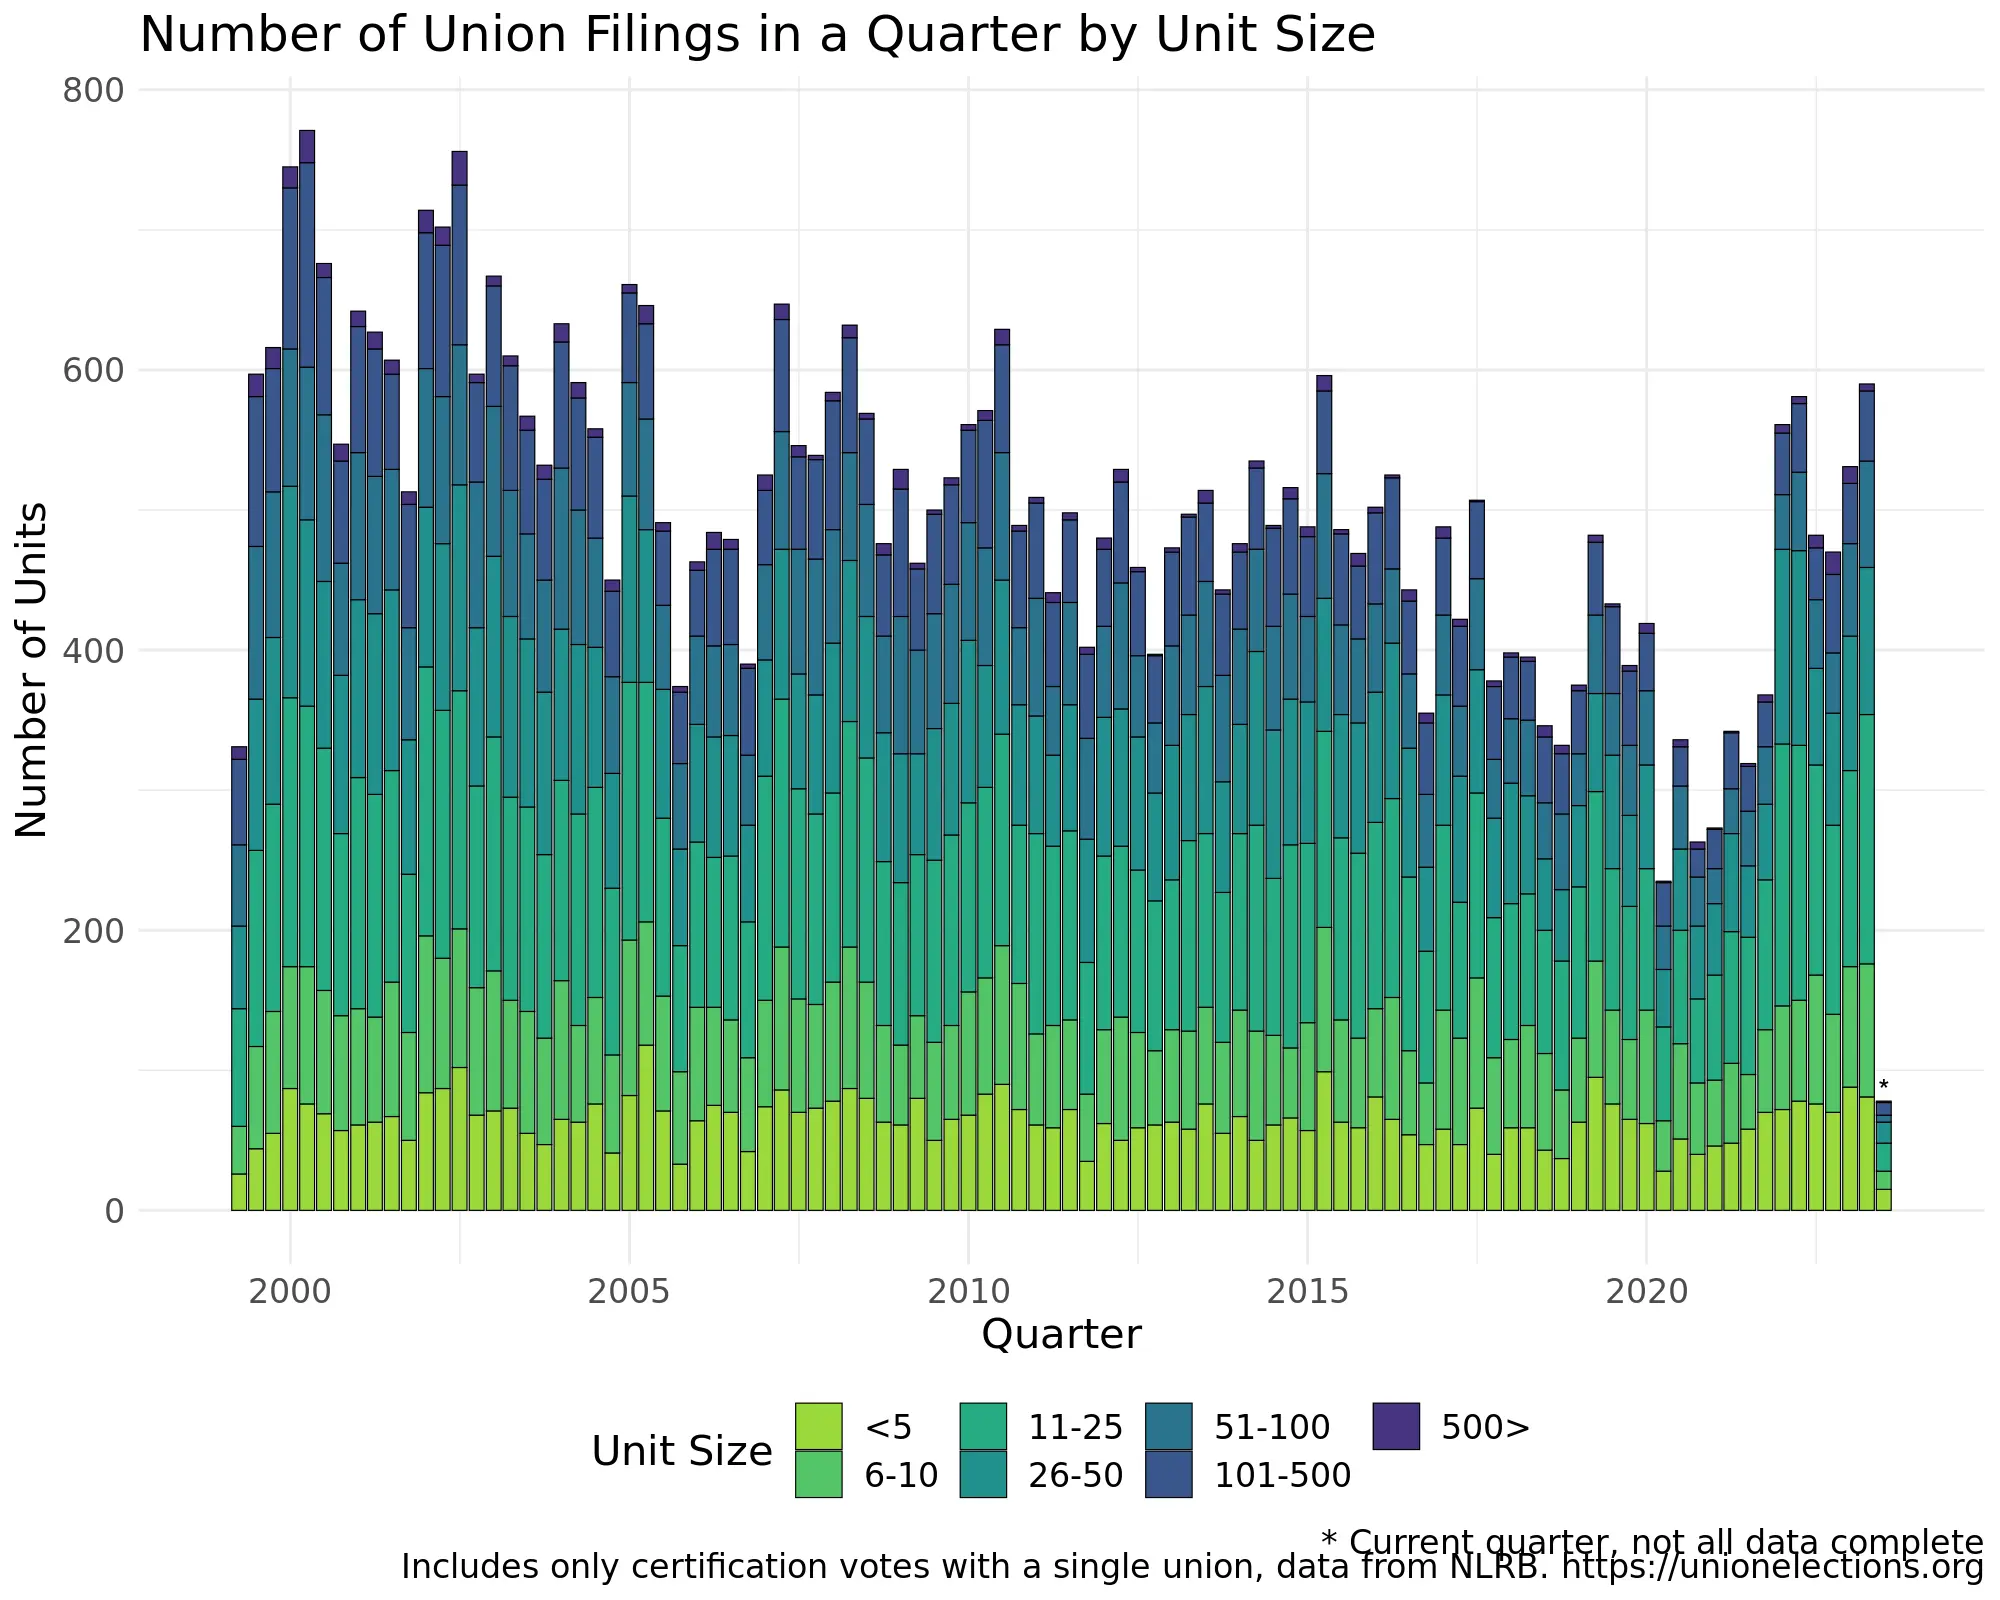 Number of Union Filings in a Quarter by Unit Size
800
600
400
200
0
Number of Units
*
2000 2005 2010 2015 2020
Quarter
Unit Size
<5 11-25 51-100 500>
6-10 26-50 101-500
* Current quarter, not all data complete
Includes only certification votes with a single union, data from NLRB. https://unionelections.org